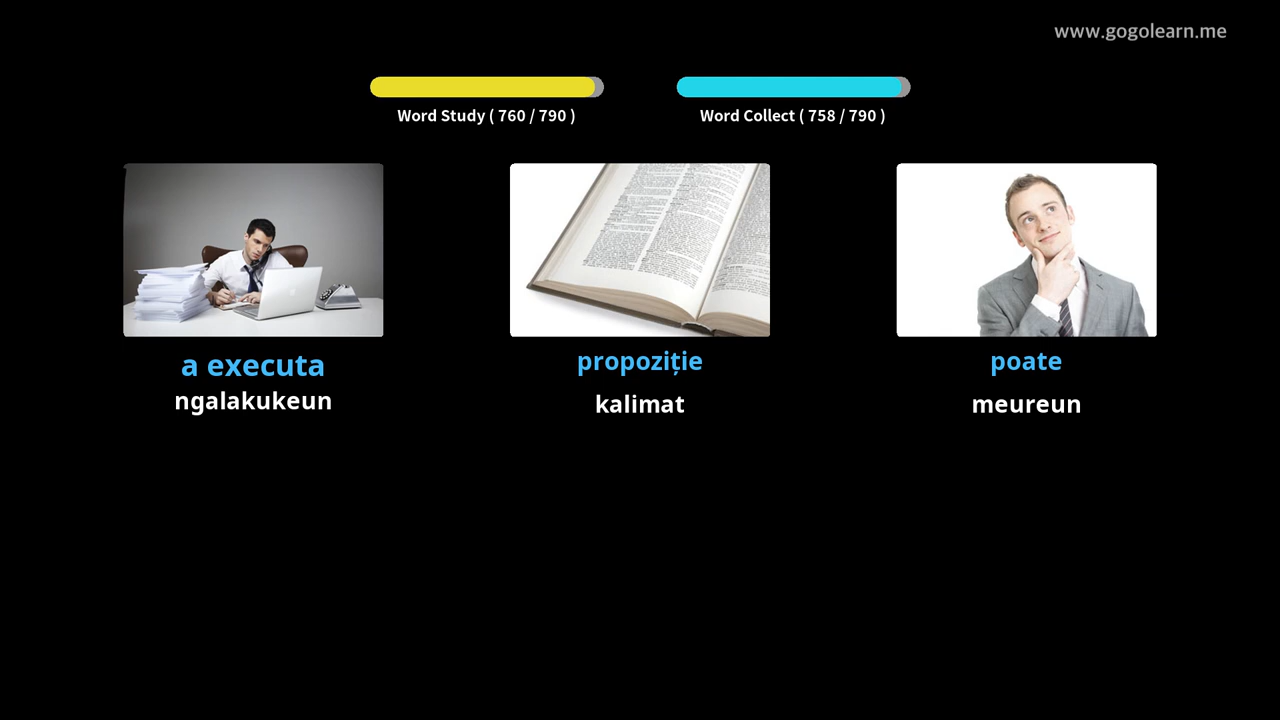 www.gogolearn.me
Word Study ( 760 / 790 )
Word Collect ( 758 / 790 )
a executa
ngalakukeun
propoziție
kalimat
poate
meureun